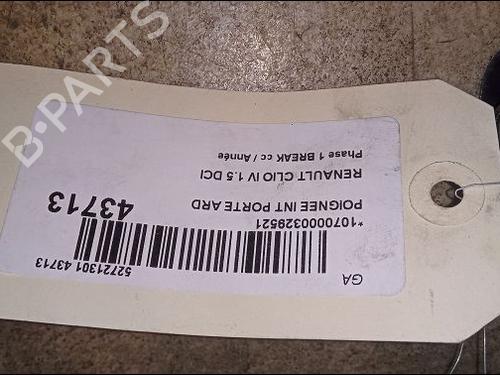 GA
52721301 43713
*1070000329521
POIGNEE INT PORTE ARD
43713
RENAULT CLIO IV 1.5 DCI
Phase 1 BREAK cc / Année
B-PARTS